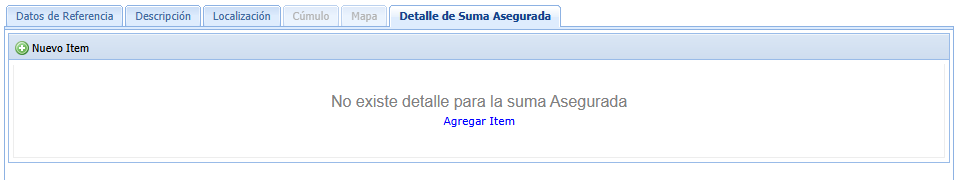 Datos de Referencia Descripción Localización Cúmulo Mapa Detalle de Suma Asegurada
Nuevo Item
No existe detalle para la suma Asegurada
Agregar Item